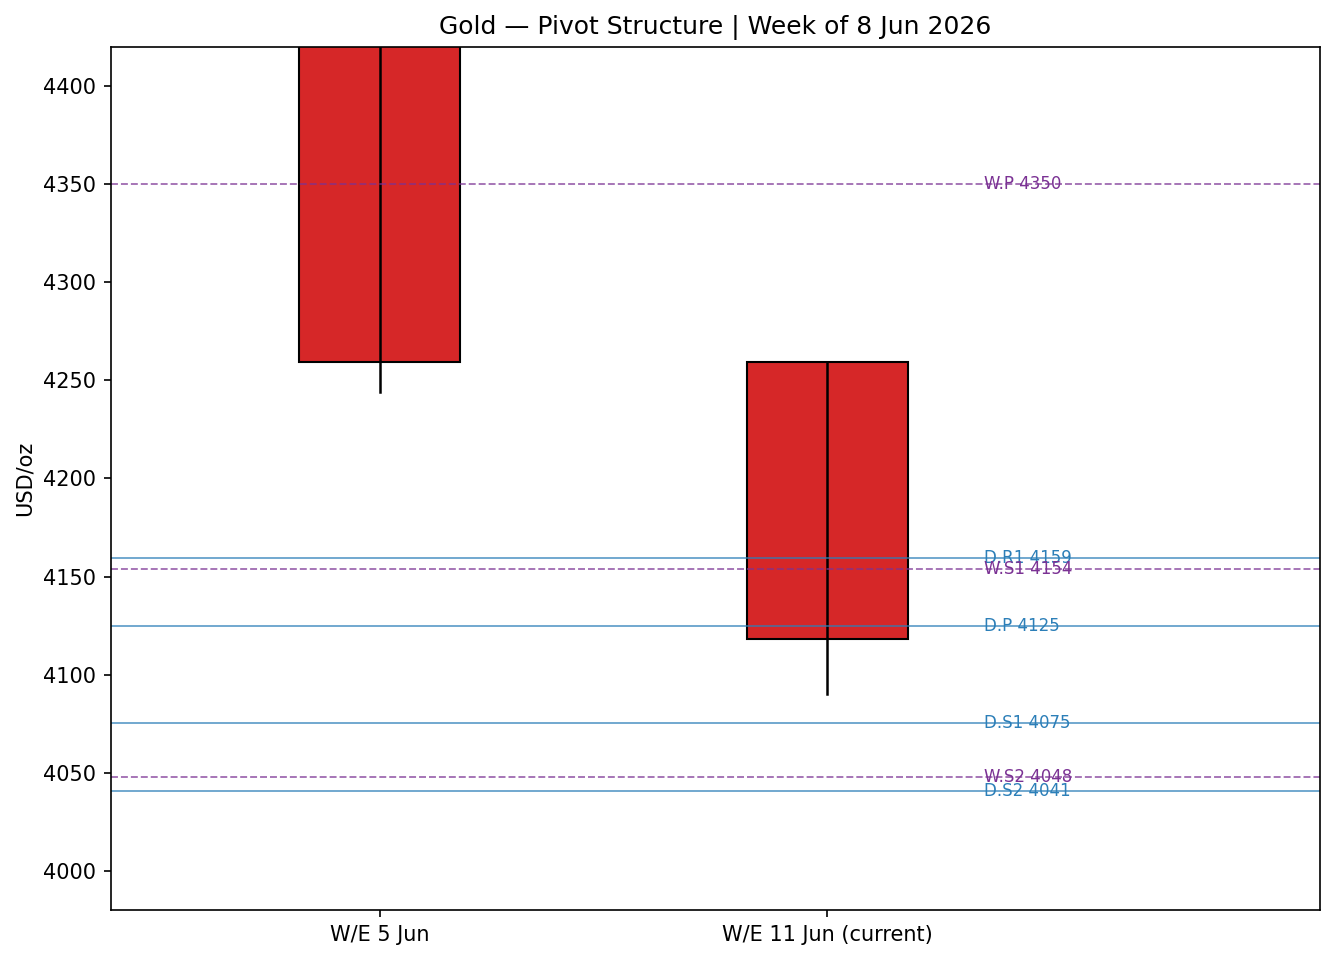 Gold — Pivot Structure | Week of 8 Jun 2026
USD/oz
4400
4350
4300
4250
4200
4150
4100
4050
4000
W.P 4350
D.R1 4159
W.S1 4154
D.P 4125
D.S1 4075
W.S2 4048
D.S2 4041
W/E 5 Jun
W/E 11 Jun (current)